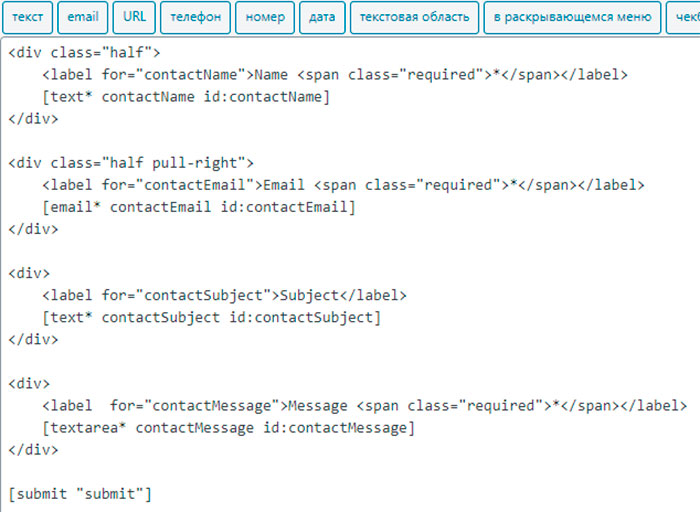 текст email URL телефон номер дата текстовая область в раскрывающемся меню чекб
<div class="half">
    <label for="contactName">Name <span class="required">*</span></label>
    [text* contactName id:contactName]
</div>

<div class="half pull-right">
    <label for="contactEmail">Email <span class="required">*</span></label>
    [email* contactEmail id:contactEmail]
</div>

<div>
    <label for="contactSubject">Subject</label>
    [text* contactSubject id:contactSubject]
</div>

<div>
    <label  for="contactMessage">Message <span class="required">*</span></label>
    [textarea* contactMessage id:contactMessage]
</div>

[submit "submit"]